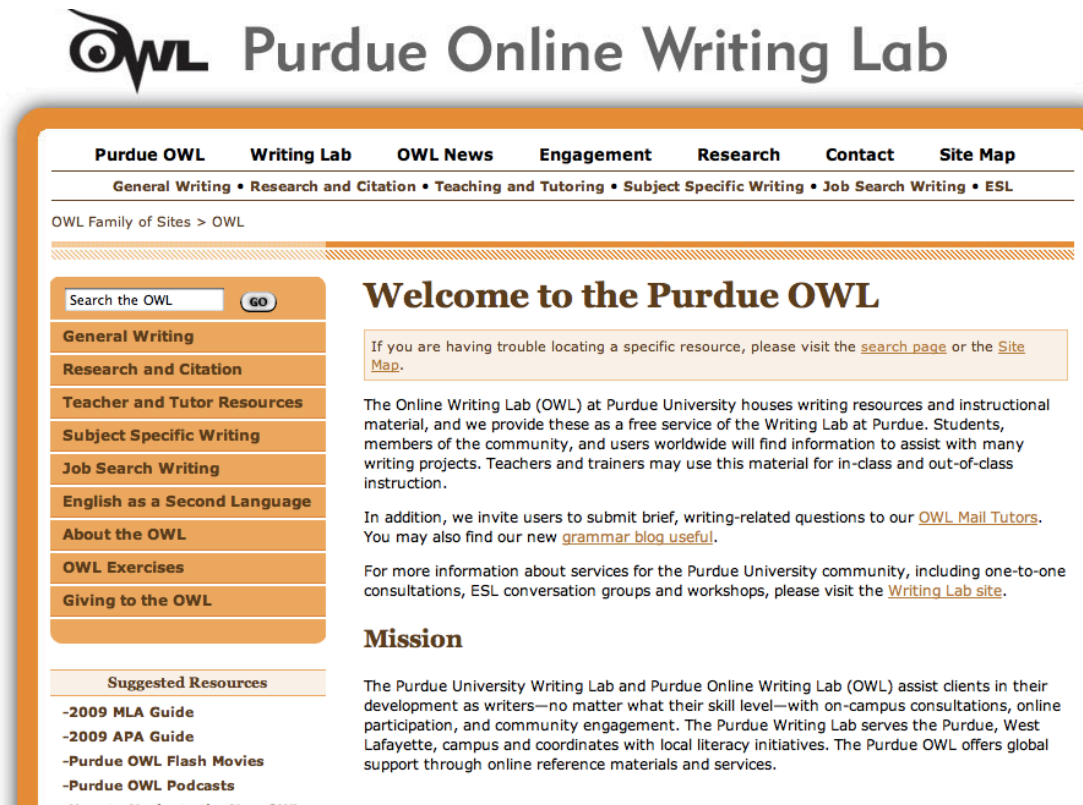 OWL Purdue Online Writing Lab
Purdue OWL Writing Lab OWL News Engagement Research Contact Site Map
General Writing • Research and Citation • Teaching and Tutoring • Subject Specific Writing • Job Search Writing • ESL
OWL Family of Sites > OWL
Search the OWL GO
General Writing
Research and Citation
Teacher and Tutor Resources
Subject Specific Writing
Job Search Writing
English as a Second Language
About the OWL
OWL Exercises
Giving to the OWL
Suggested Resources
-2009 MLA Guide
-2009 APA Guide
-Purdue OWL Flash Movies
-Purdue OWL Podcasts
Welcome to the Purdue OWL
If you are having trouble locating a specific resource, please visit the search page or the Site
Map.
The Online Writing Lab (OWL) at Purdue University houses writing resources and instructional
material, and we provide these as a free service of the Writing Lab at Purdue. Students,
members of the community, and users worldwide will find information to assist with many
writing projects. Teachers and trainers may use this material for in-class and out-of-class
instruction.
In addition, we invite users to submit brief, writing-related questions to our OWL Mail Tutors.
You may also find our new grammar blog useful.
For more information about services for the Purdue University community, including one-to-one
consultations, ESL conversation groups and workshops, please visit the Writing Lab site.
Mission
The Purdue University Writing Lab and Purdue Online Writing Lab (OWL) assist clients in their
development as writers—no matter what their skill level—with on-campus consultations, online
participation, and community engagement. The Purdue Writing Lab serves the Purdue, West
Lafayette, campus and coordinates with local literacy initiatives. The Purdue OWL offers global
support through online reference materials and services.